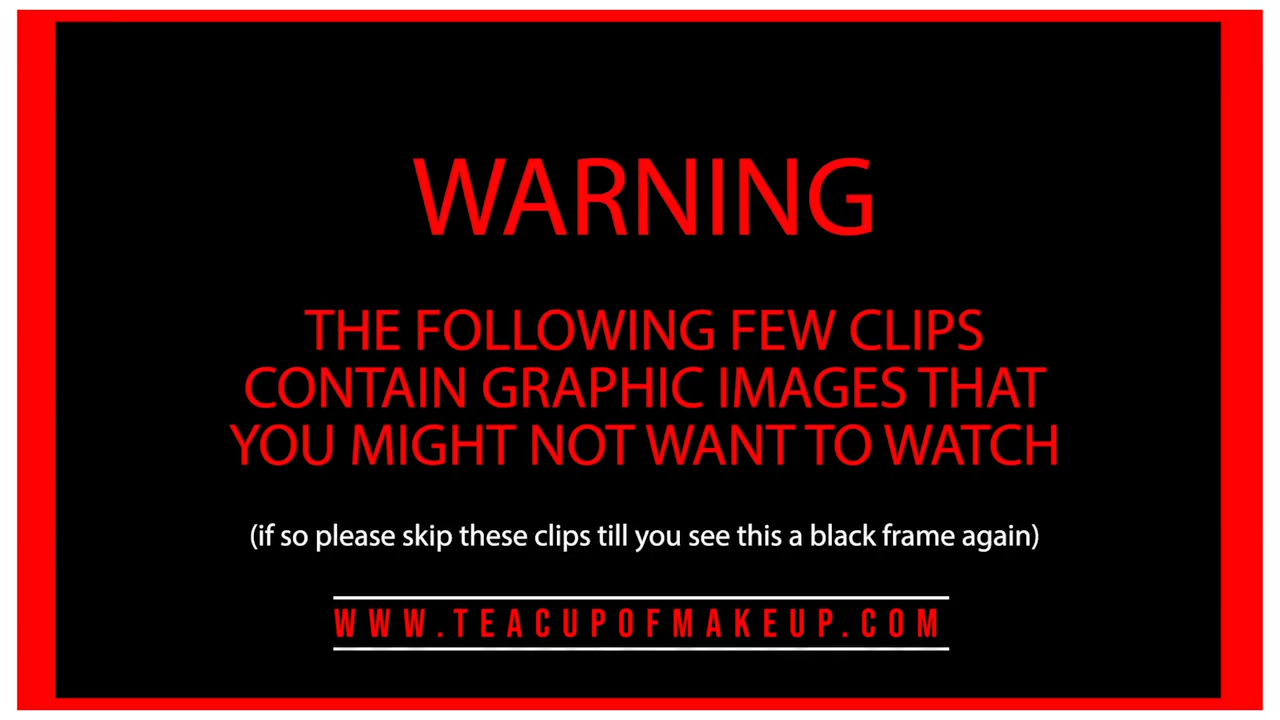 WARNING
THE FOLLOWING FEW CLIPS
CONTAIN GRAPHIC IMAGES THAT
YOU MIGHT NOT WANT TO WATCH
(if so please skip these clips till you see this a black frame again)
WWW.TEACUPOFMAKEUP.COM